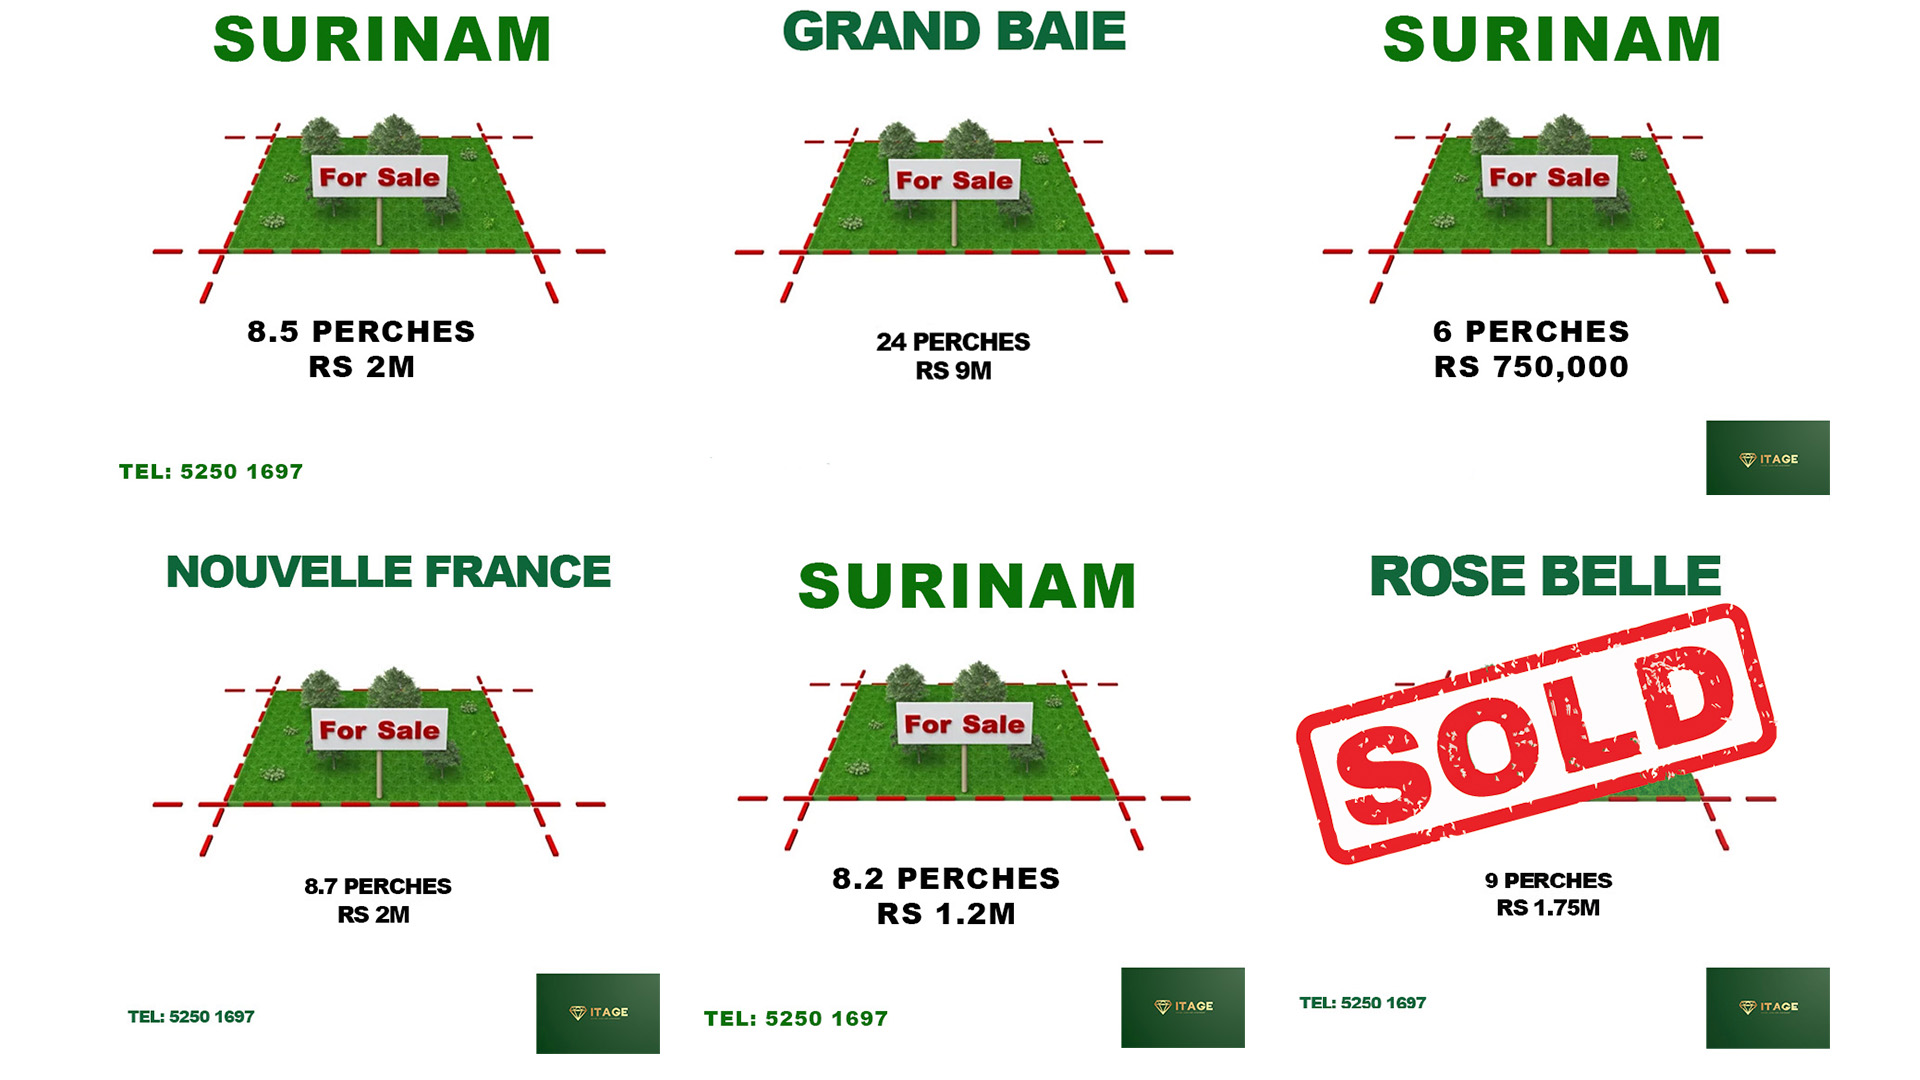 SURINAM
For Sale
8.5 PERCHES
RS 2M
TEL: 5250 1697
GRAND BAIE
For Sale
24 PERCHES
RS 9M
SURINAM
For Sale
6 PERCHES
RS 750,000
ITAGE
NOUVELLE FRANCE
For Sale
8.7 PERCHES
RS 2M
TEL: 5250 1697
ITAGE
SURINAM
For Sale
8.2 PERCHES
RS 1.2M
TEL: 5250 1697
ITAGE
ROSE BELLE
SOLD
9 PERCHES
RS 1.75M
TEL: 5250 1697
ITAGE